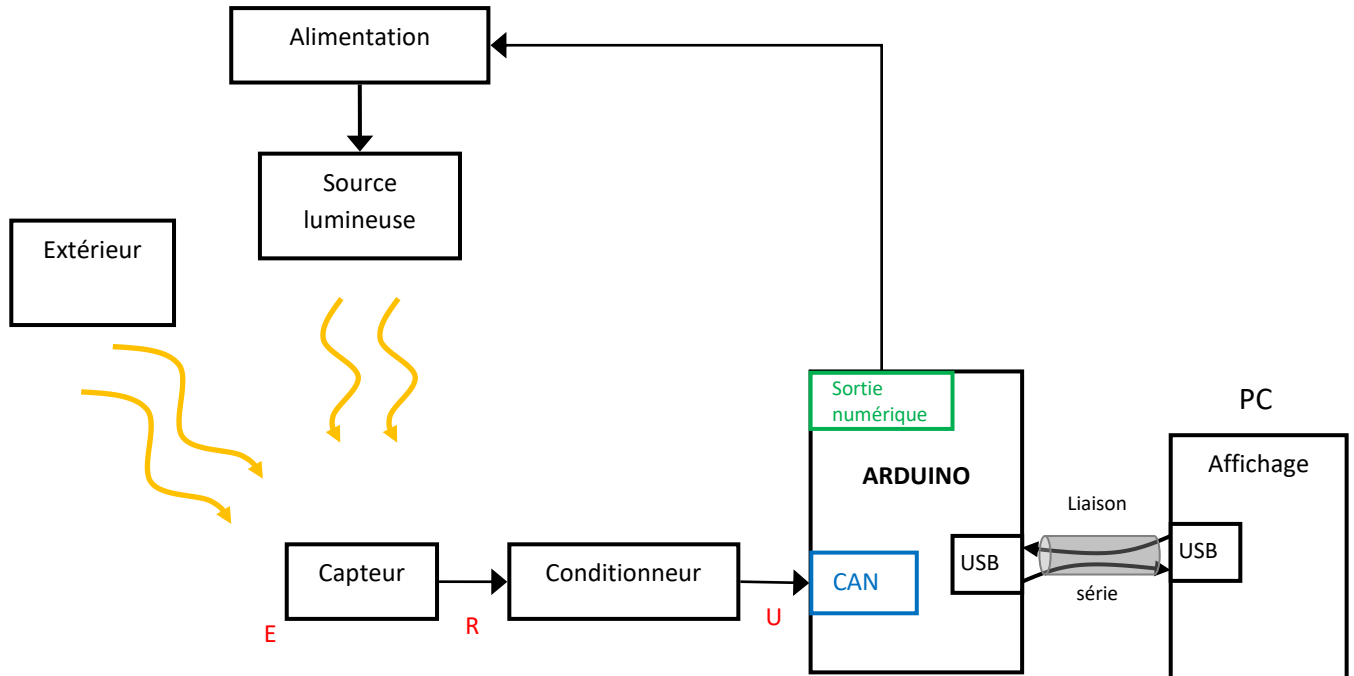 Alimentation
Source
lumineuse
Extérieur
Sortie
numérique
PC
ARDUINO
Affichage
Liaison
Capteur
Conditionneur
CAN
USB
USB
série
E
R
U